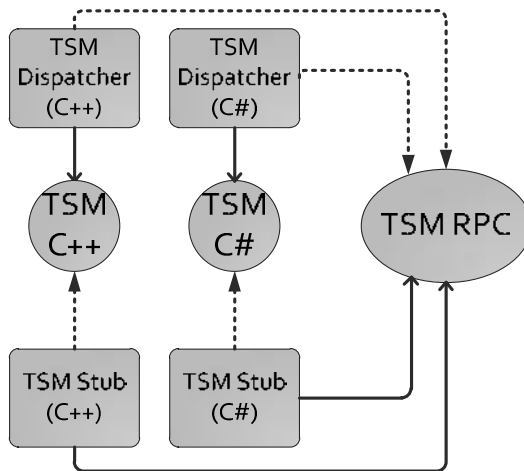 TSM
Dispatcher
(C++)
TSM
Dispatcher
(C#)
TSM
C++
TSM
C#
TSM RPC
TSM Stub
(C++)
TSM Stub
(C#)